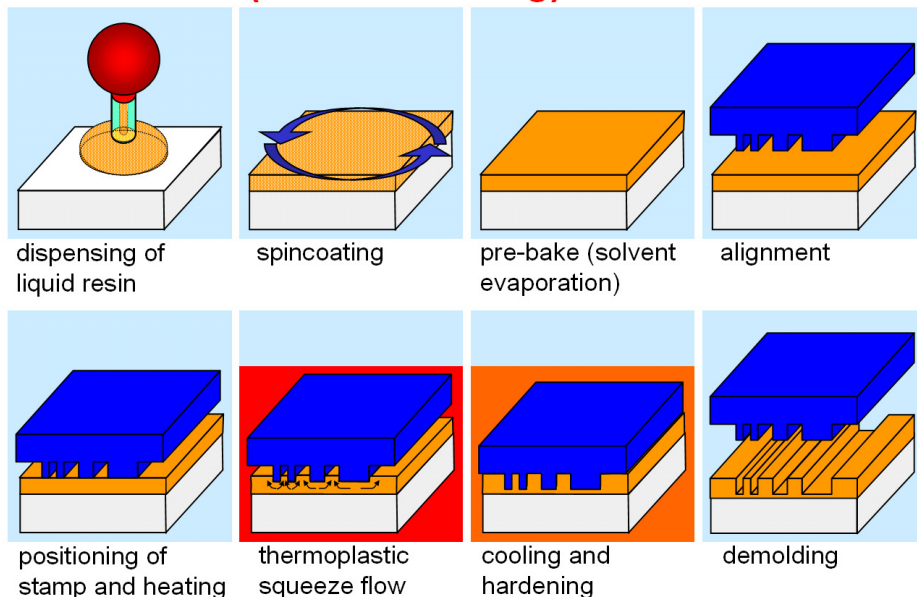 dispensing of
liquid resin
spincoating
pre-bake (solvent
evaporation)
alignment
positioning of
stamp and heating
thermoplastic
squeeze flow
cooling and
hardening
demolding